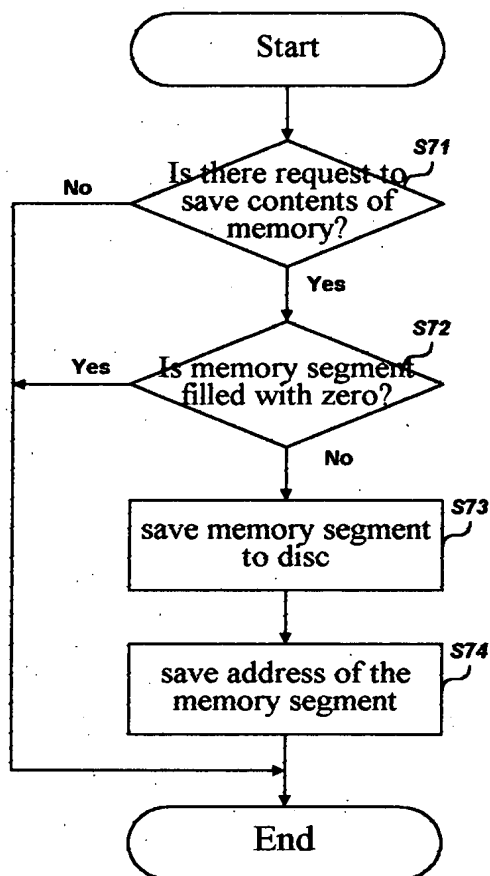 Start
S71
Is there request to
save contents of
memory?
No
Yes
S72
Is memory segment
filled with zero?
Yes
No
S73
save memory segment
to disc
S74
save address of the
memory segment
End